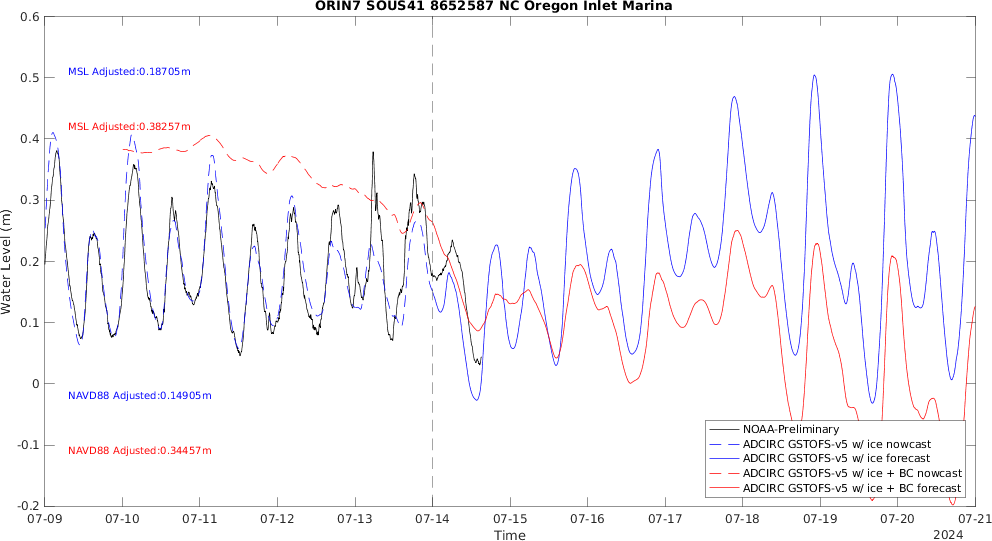 ORIN7 SOUS41 8652587 NC Oregon Inlet Marina
0.6
0.5
0.4
0.3
0.2
0.1
0
-0.1
-0.2
Water Level (m)
MSL Adjusted:0.18705m
MSL Adjusted:0.38257m
NAVD88 Adjusted:0.14905m
NAVD88 Adjusted:0.34457m
NOAA-Preliminary
ADCIRC GSTOFS-v5 w/ ice nowcast
ADCIRC GSTOFS-v5 w/ ice forecast
ADCIRC GSTOFS-v5 w/ ice + BC nowcast
ADCIRC GSTOFS-v5 w/ ice + BC forecast
07-09 07-10 07-11 07-12 07-13 07-14 07-15 07-16 07-17 07-18 07-19 07-20 07-21
Time
2024